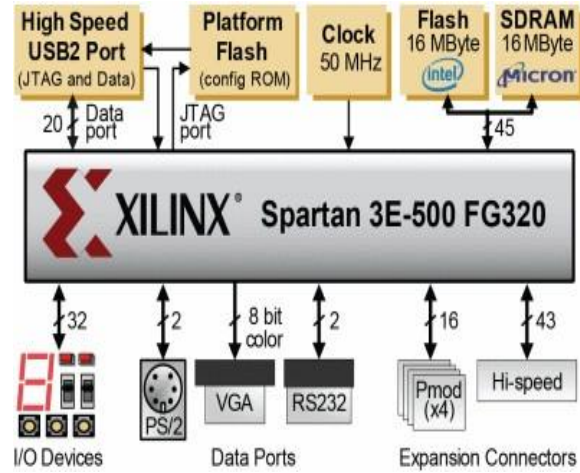 High Speed
USB2 Port
(JTAG and Data)
Platform
Flash
(config ROM)
Clock
50 MHz
Flash
16 MByte
intel
SDRAM
16 MByte
Micron
20
Data
port
JTAG
port
45
XILINX® Spartan 3E-500 FG320
32
2
8 bit
color
2
16
43
PS/2
VGA
RS232
Pmod
(x4)
Hi-speed
I/O Devices
Data Ports
Expansion Connectors